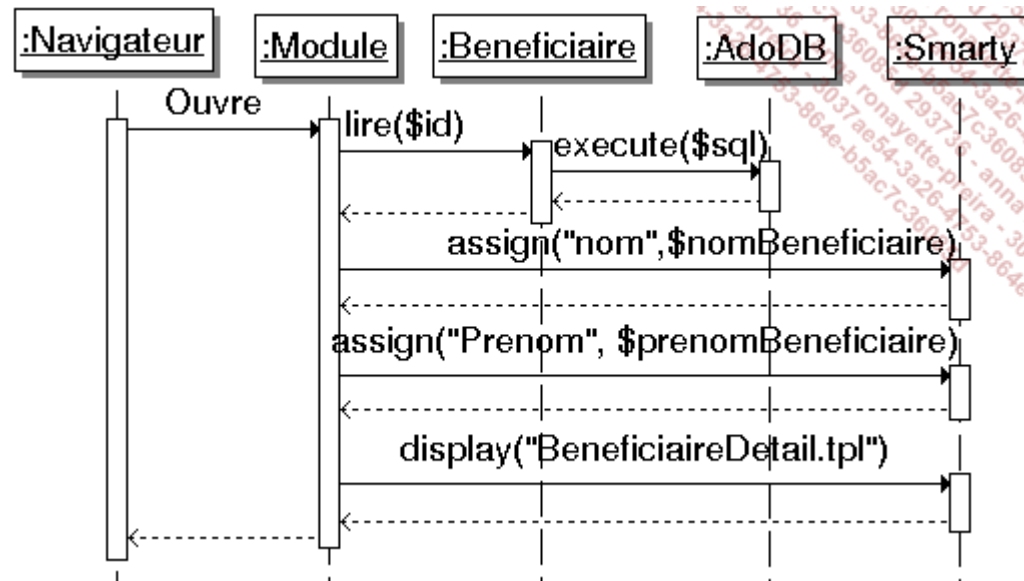 :Navigateur
:Module
:Beneficiaire
:AdoDB
:Smarty
Ouvre
lire($id)
execute($sql)
assign("nom",$nomBeneficiaire)
assign("Prenom", $prenomBeneficiaire)
display("BeneficiaireDetail.tpl")